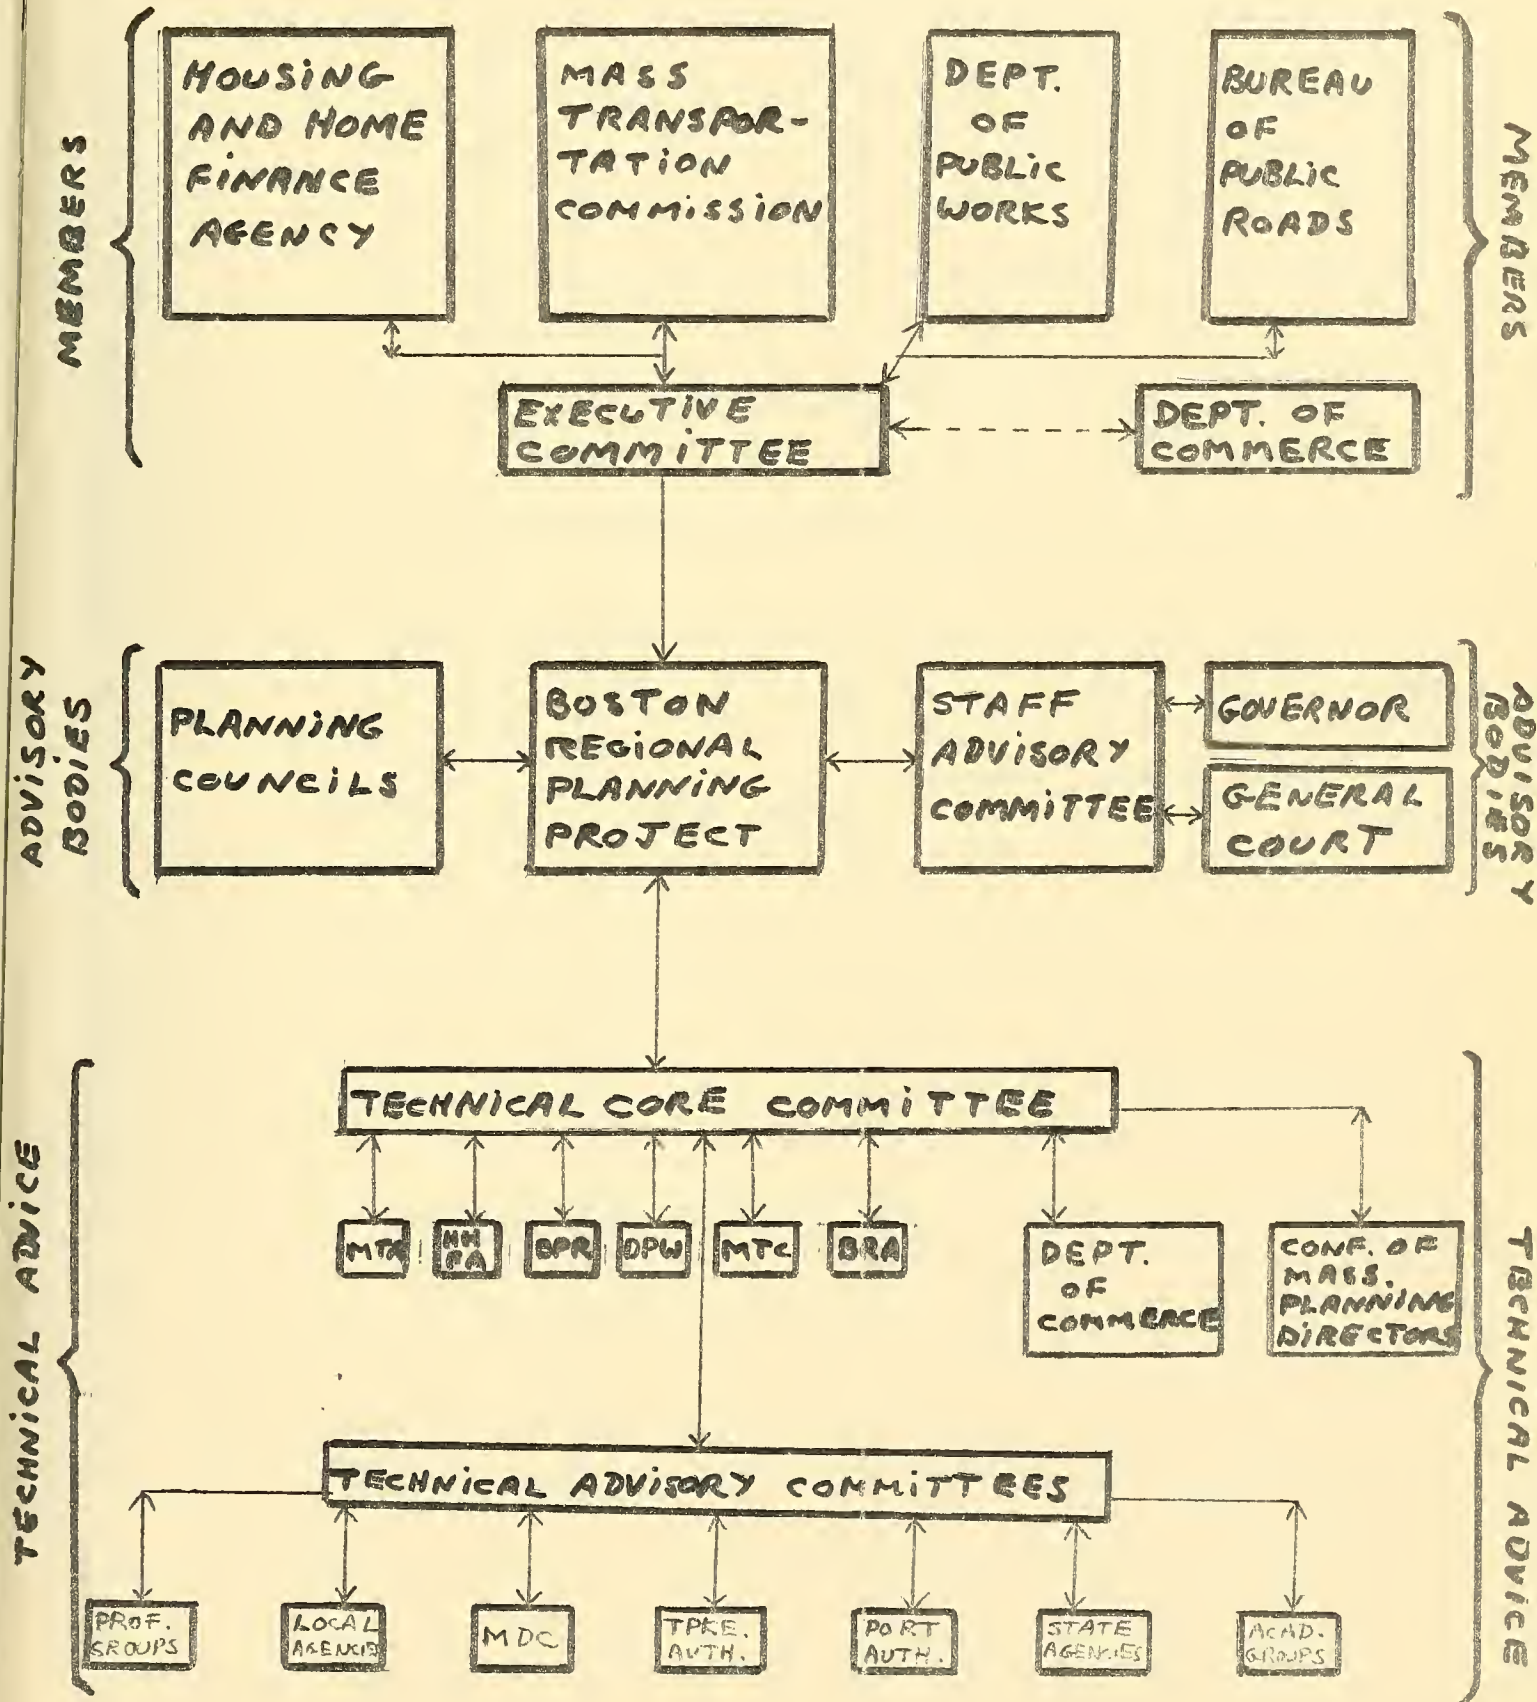 MEMBERS
HOUSING
AND HOME
FINANCE
AGENCY
MASS
TRANSPOR-
TATION
COMMISSION
DEPT.
OF
PUBLIC
WORKS
BUREAU
OF
PUBLIC
ROADS
MEMBERS
EXECUTIVE
COMMITTEE
DEPT. OF
COMMERCE
ADVISORY
BODIES
PLANNING
COUNCILS
BOSTON
REGIONAL
PLANNING
PROJECT
STAFF
ADVISORY
COMMITTEE
GOVERNOR
GENERAL
COURT
ADVISORY
BODIES
TECHNICAL ADVICE
TECHNICAL CORE COMMITTEE
MTA
HH
FA
BPR
DPW
MTC
BRA
DEPT.
OF
COMMERCE
CONF. OF
MASS.
PLANNING
DIRECTORS
TECHNICAL ADVISORY COMMITTEES
PROF.
GROUPS
LOCAL
AGENCIES
MDC
TPKE.
AUTH.
PORT
AUTH.
STATE
AGENCIES
ACAD.
GROUPS
TECHNICAL ADVICE